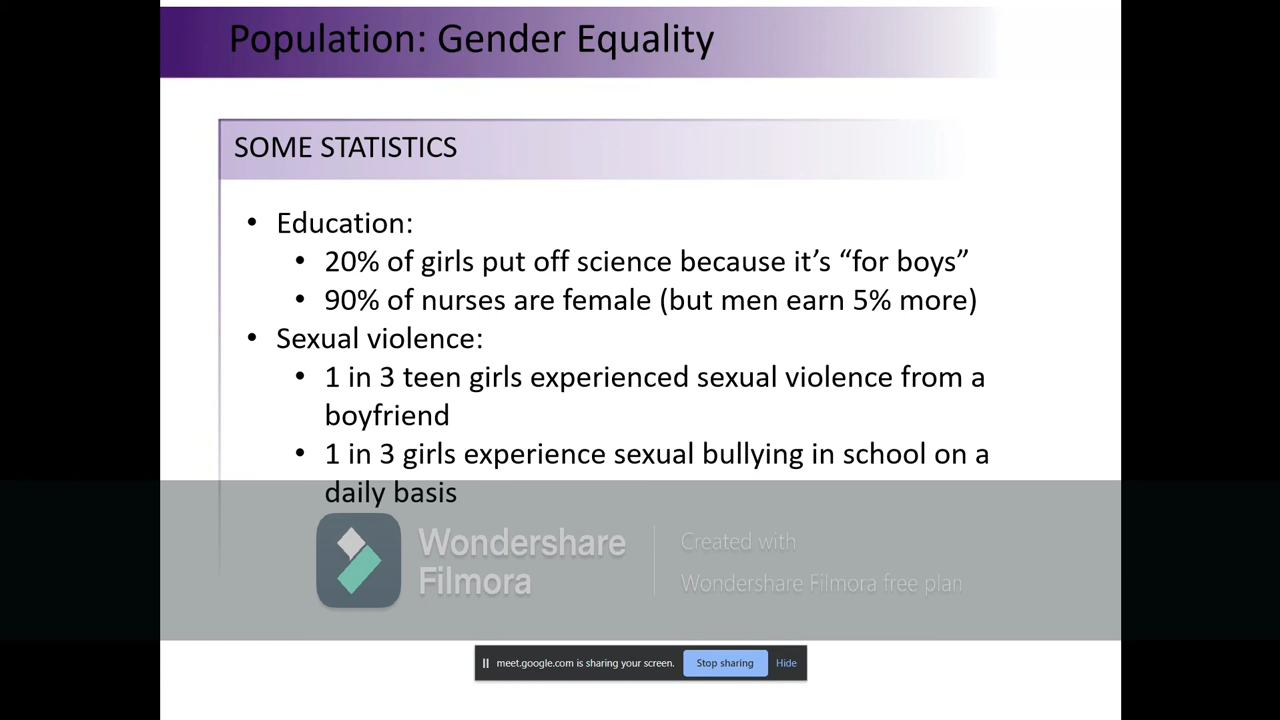 Population: Gender Equality
SOME STATISTICS
• Education:
• 20% of girls put off science because it’s “for boys”
• 90% of nurses are female (but men earn 5% more)
• Sexual violence:
• 1 in 3 teen girls experienced sexual violence from a
boyfriend
• 1 in 3 girls experience sexual bullying in school on a
daily basis
Wondershare
Filmora
Created with
Wondershare Filmora free plan
meet.google.com is sharing your screen. Stop sharing Hide